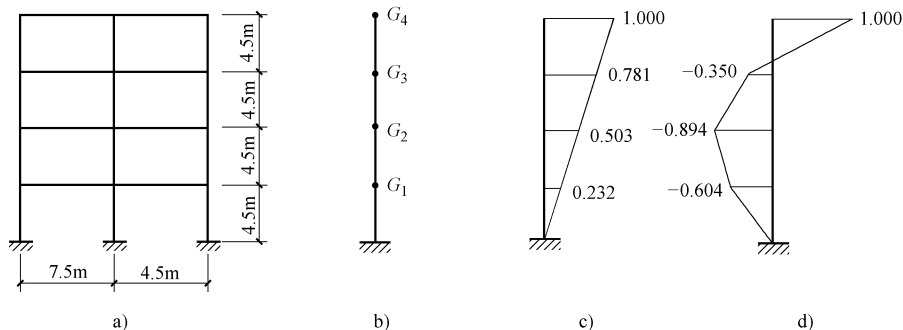 4.5m
4.5m
4.5m
4.5m
7.5m
4.5m
a)
G4
G3
G2
G1
b)
1.000
0.781
0.503
0.232
c)
1.000
−0.350
−0.894
−0.604
d)